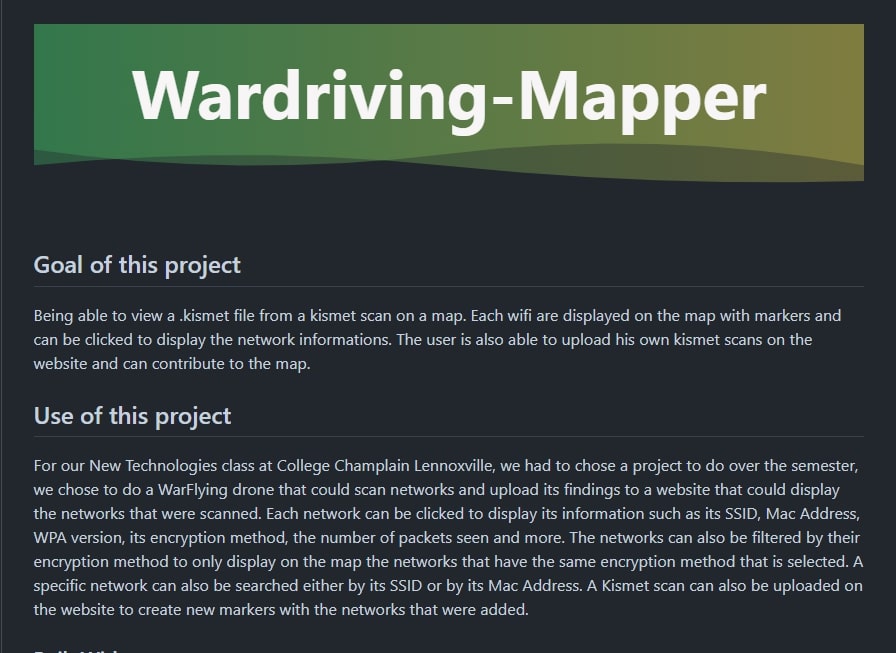 Wardriving-Mapper
Goal of this project
Being able to view a .kismet file from a kismet scan on a map. Each wifi are displayed on the map with markers and
can be clicked to display the network informations. The user is also able to upload his own kismet scans on the
website and can contribute to the map.
Use of this project
For our New Technologies class at College Champlain Lennoxville, we had to chose a project to do over the semester,
we chose to do a WarFlying drone that could scan networks and upload its findings to a website that could display
the networks that were scanned. Each network can be clicked to display its information such as its SSID, Mac Address,
WPA version, its encryption method, the number of packets seen and more. The networks can also be filtered by their
encryption method to only display on the map the networks that have the same encryption method that is selected. A
specific network can also be searched either by its SSID or by its Mac Address. A Kismet scan can also be uploaded on
the website to create new markers with the networks that were added.